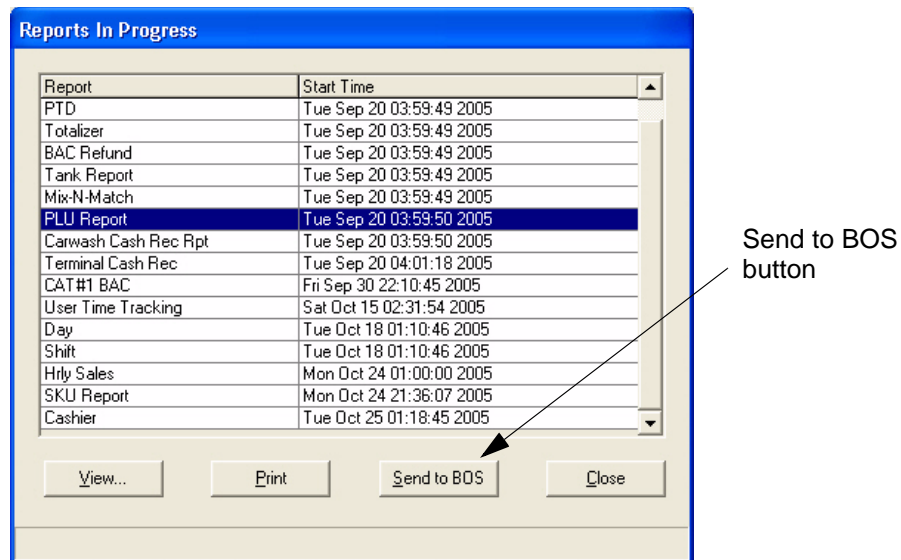 Reports In Progress
Report Start Time
PTD Tue Sep 20 03:59:49 2005
Totalizer Tue Sep 20 03:59:49 2005
BAC Refund Tue Sep 20 03:59:49 2005
Tank Report Tue Sep 20 03:59:49 2005
Mix-N-Match Tue Sep 20 03:59:49 2005
PLU Report Tue Sep 20 03:59:50 2005
Carwash Cash Rec Rpt Tue Sep 20 03:59:50 2005
Terminal Cash Rec Tue Sep 20 04:01:18 2005
CAT#1 BAC Fri Sep 30 22:10:45 2005
User Time Tracking Sat Oct 15 02:31:54 2005
Day Tue Oct 18 01:10:46 2005
Shift Tue Oct 18 01:10:46 2005
Hrly Sales Mon Oct 24 01:00:00 2005
SKU Report Mon Oct 24 21:36:07 2005
Cashier Tue Oct 25 01:18:45 2005
View... Print Send to BOS Close
Send to BOS
button